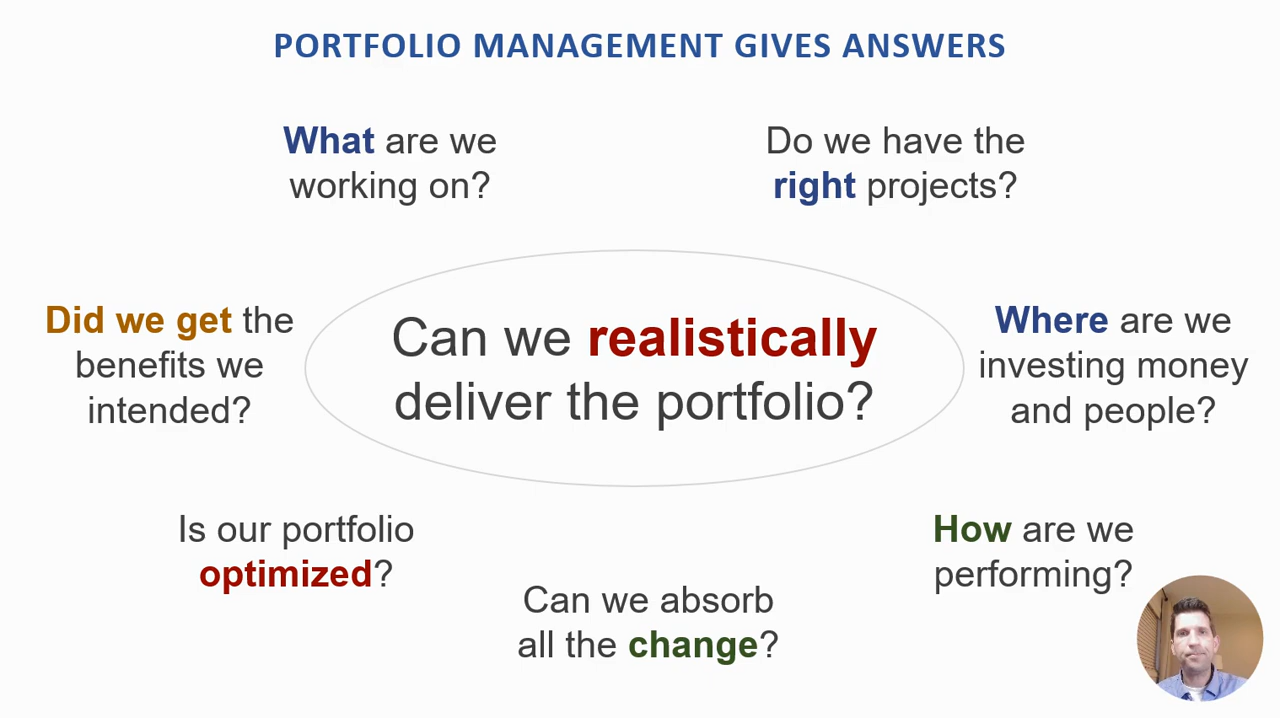 PORTFOLIO MANAGEMENT GIVES ANSWERS
What are we
working on?
Do we have the
right projects?
Did we get the
benefits we
intended?
Can we realistically
deliver the portfolio?
Where are we
investing money
and people?
Is our portfolio
optimized?
Can we absorb
all the change?
How are we
performing?